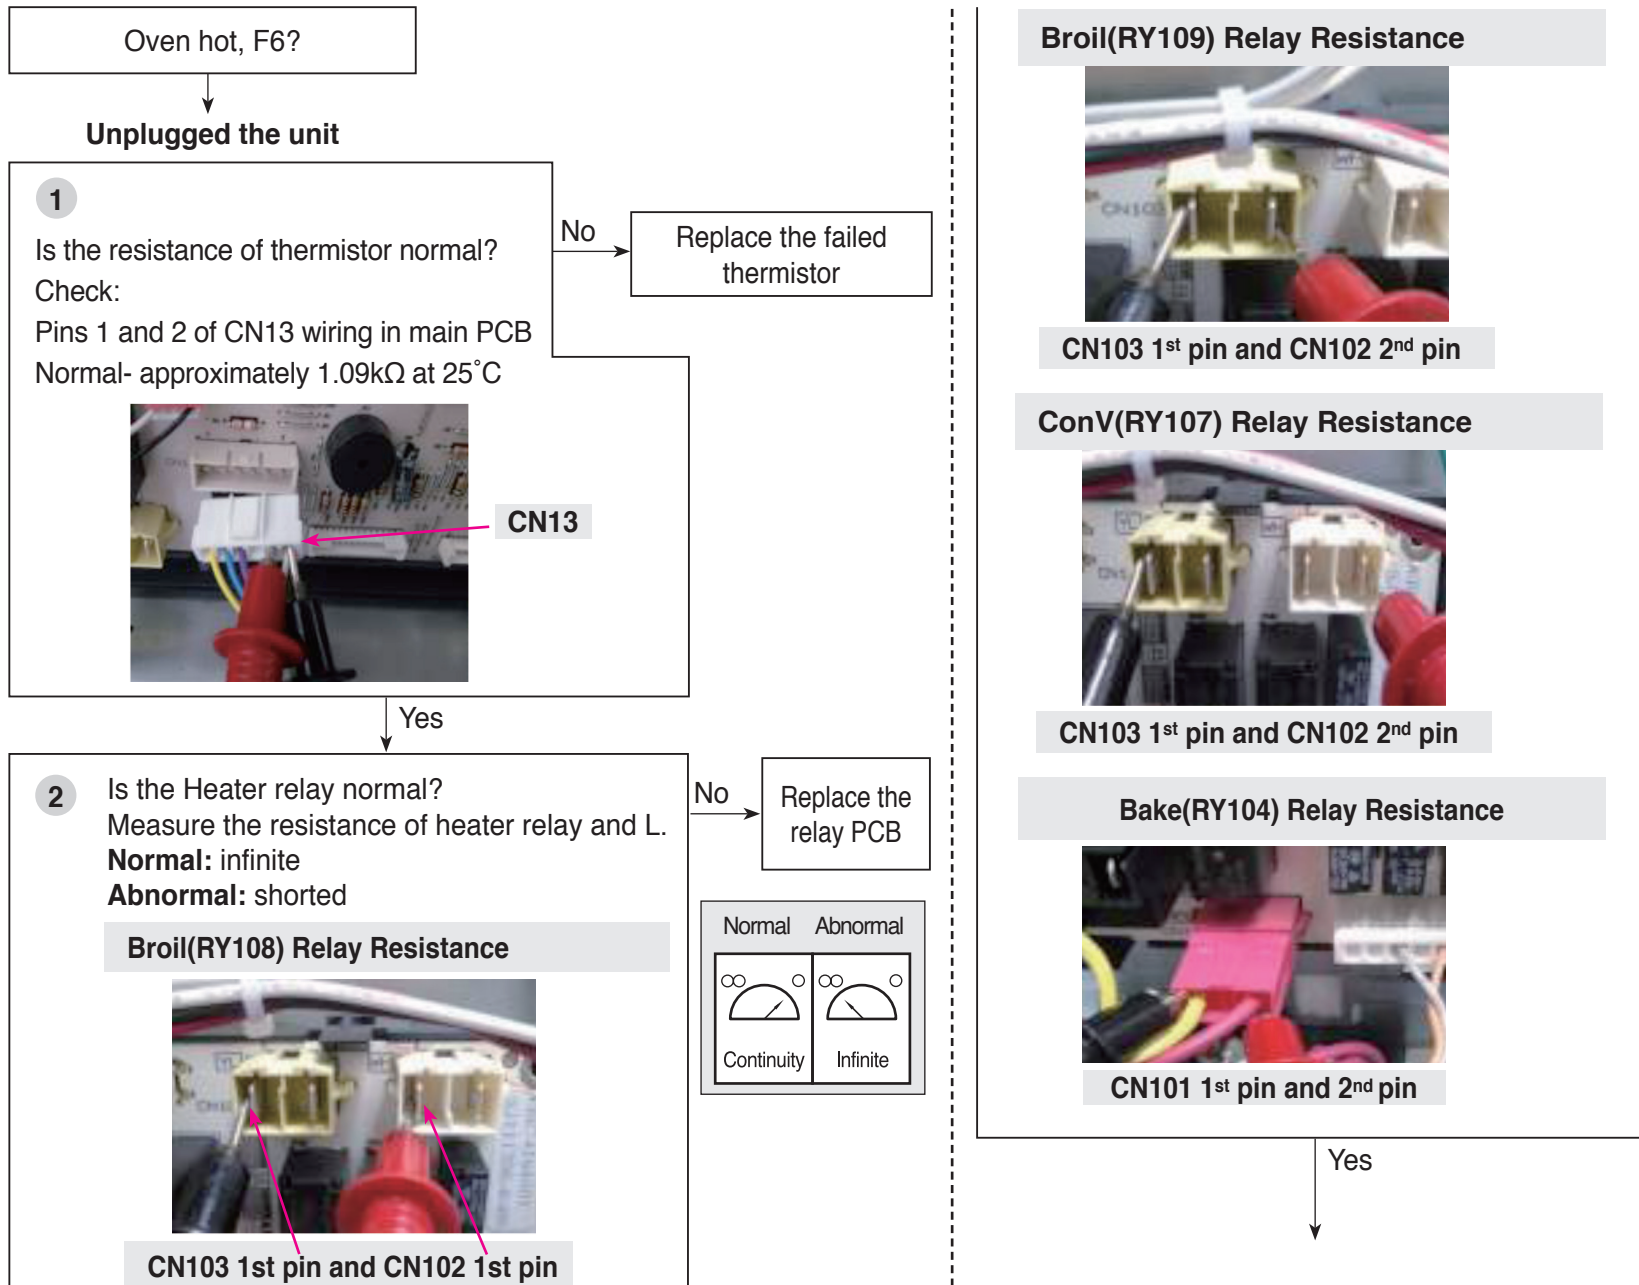 Oven hot, F6?
Unplugged the unit
1
Is the resistance of thermistor normal?
Check:
Pins 1 and 2 of CN13 wiring in main PCB
Normal- approximately 1.09kΩ at 25˚C
No
Replace the failed
thermistor
CN13
Yes
2
Is the Heater relay normal?
Measure the resistance of heater relay and L.
Normal: infinite
Abnormal: shorted
No
Replace the
relay PCB
Broil(RY108) Relay Resistance
CN103 1st pin and CN102 1st pin
Normal Abnormal
Continuity Infinite
Broil(RY109) Relay Resistance
CN103
CN103 1st pin and CN102 2nd pin
ConV(RY107) Relay Resistance
YL
CN103 1st pin and CN102 2nd pin
Bake(RY104) Relay Resistance
CN101 1st pin and 2nd pin
Yes